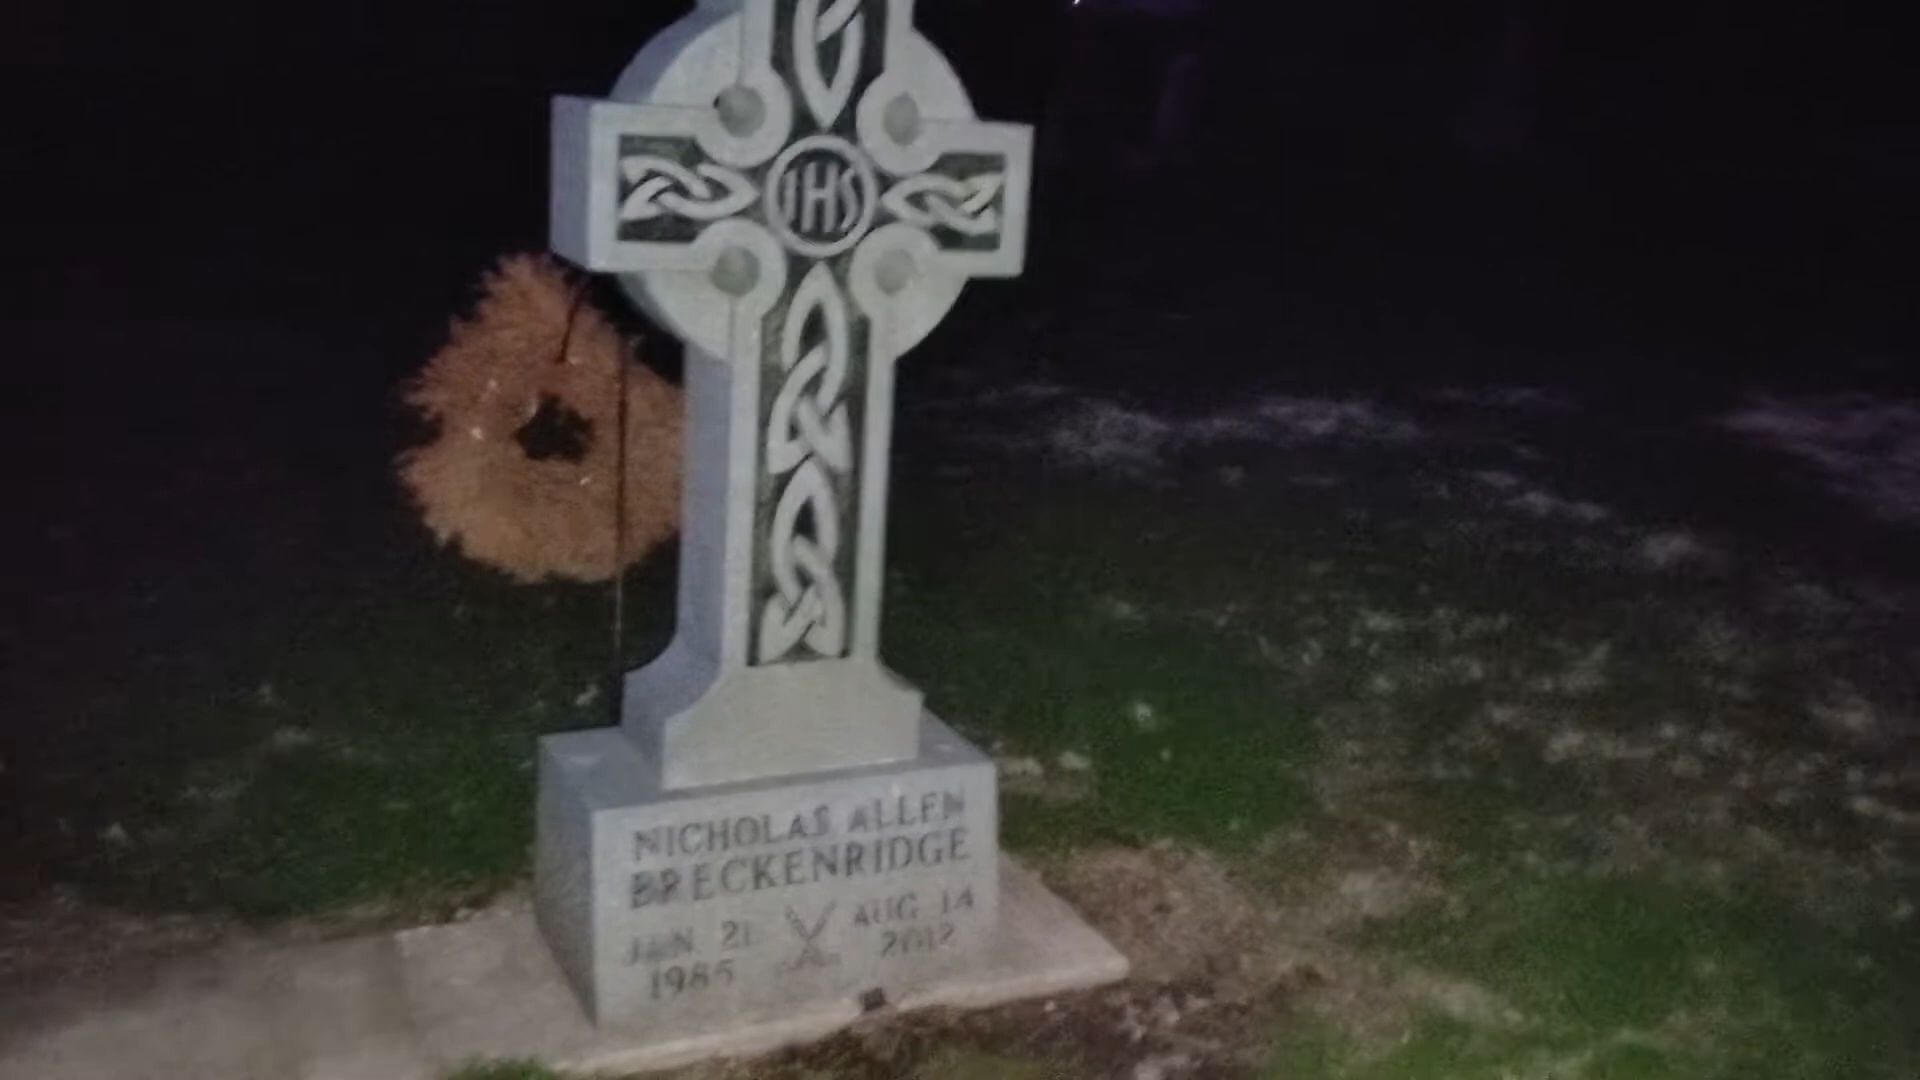 IHS
NICHOLAS ALLEN
BRECKENRIDGE
JAN 21 AUG 14
1985 2012